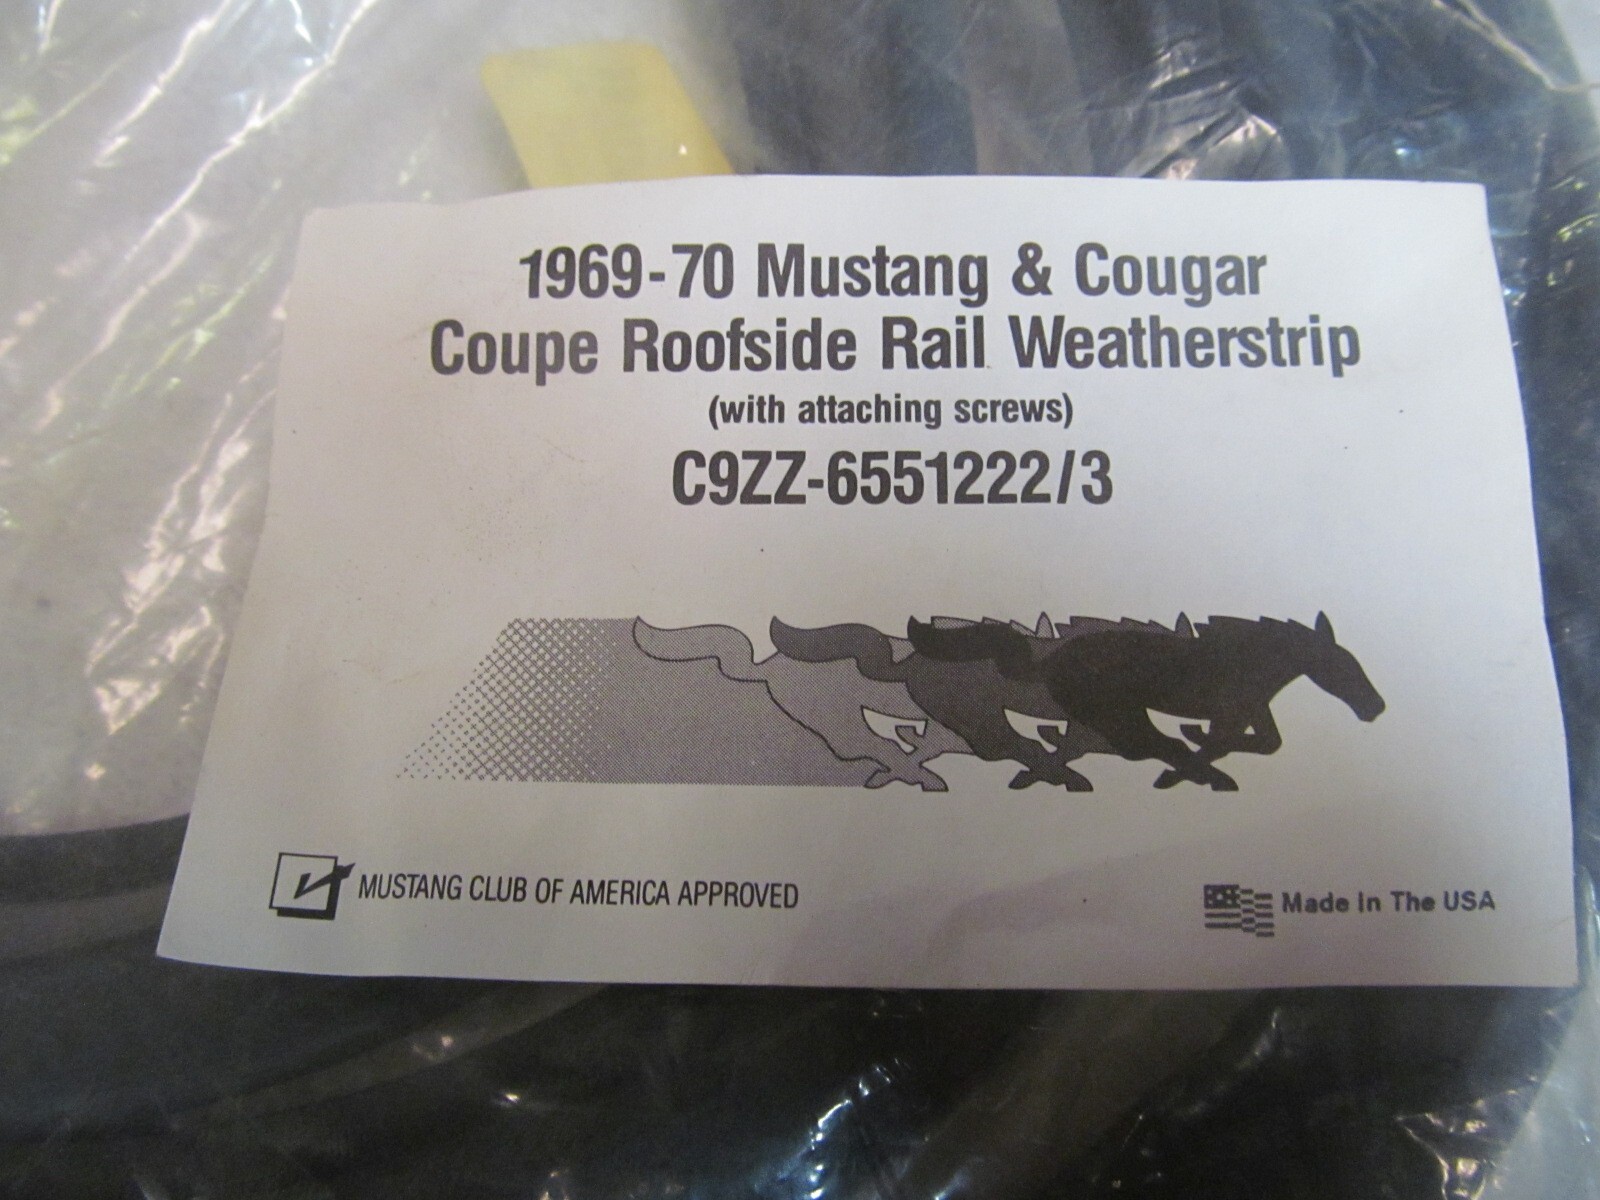 1969-70 Mustang & Cougar
Coupe Roofside Rail Weatherstrip
(with attaching screws)
C9ZZ-6551222/3
MUSTANG CLUB OF AMERICA APPROVED
Made In The USA